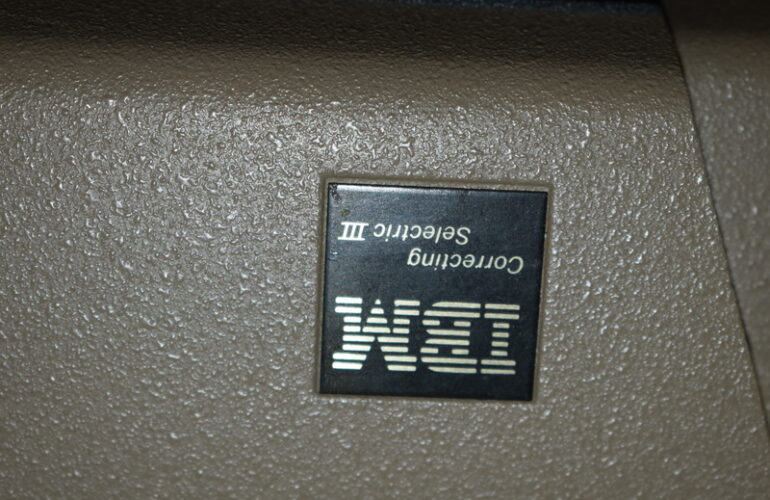 IBM
Correcting
Selectric III